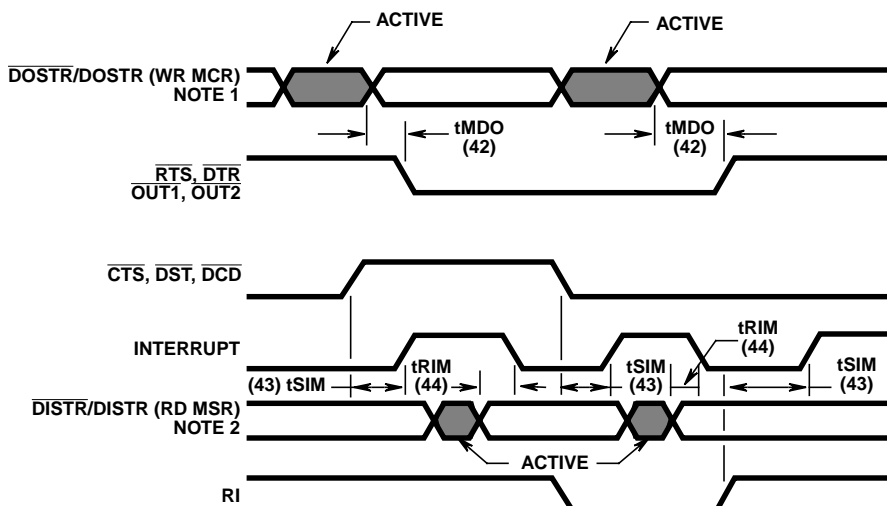 ACTIVE ACTIVE
DOSTR/DOSTR (WR MCR)
NOTE 1
tMDO
(42)
tMDO
(42)
RTS, DTR
OUT1, OUT2
CTS, DST, DCD
INTERRUPT
tRIM
(44)
(43) tSIM
tRIM
(44)
tSIM
(43)
tSIM
(43)
DISTR/DISTR (RD MSR)
NOTE 2
ACTIVE
RI